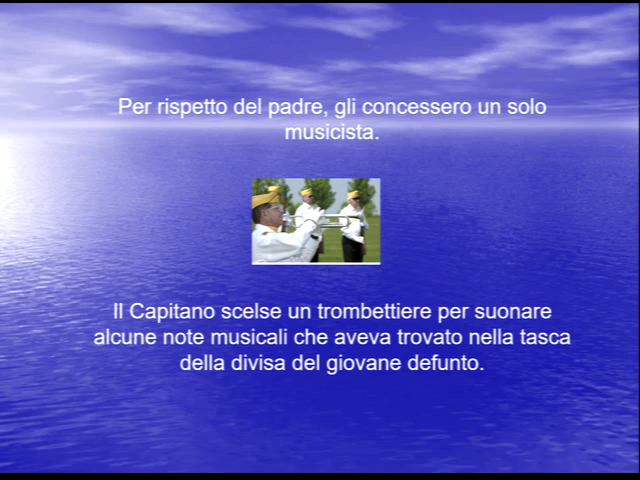 Per rispetto del padre, gli concessero un solo
musicista.
Il Capitano scelse un trombettiere per suonare
alcune note musicali che aveva trovato nella tasca
della divisa del giovane defunto.